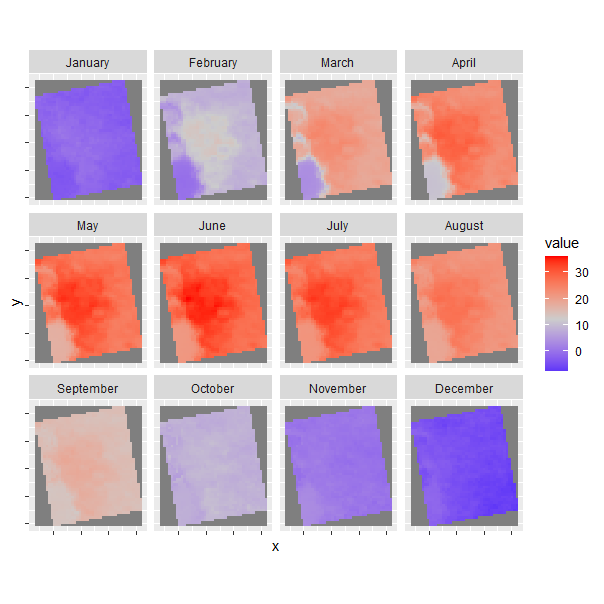 January February March April
May June July August
value
30
20
10
0
y
September October November December
x